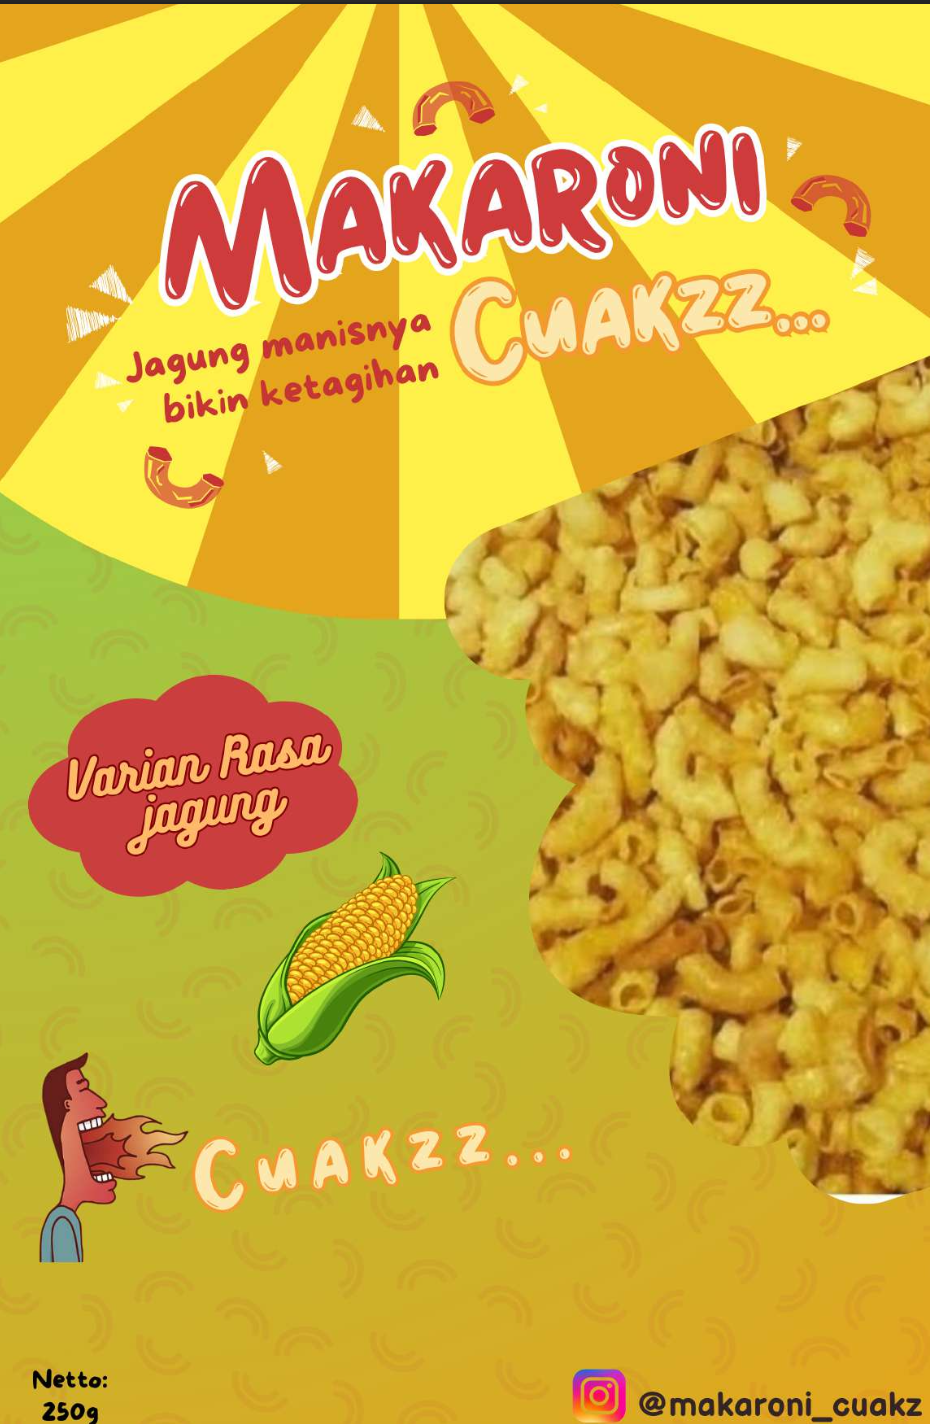 MAKARONI
CUAKZZ...
Jagung manisnya
bikin ketagihan
Varian Rasa
jagung
CUAKZZ...
Netto:
250g
@makaroni_cuakz